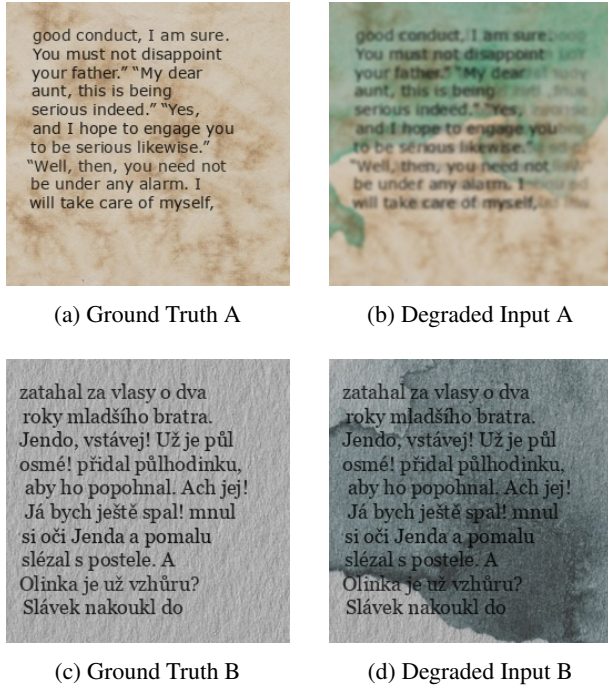 good conduct, I am sure.
You must not disappoint
your father.” “My dear
aunt, this is being
serious indeed.” “Yes,
and I hope to engage you
to be serious likewise.”
“Well, then, you need not
be under any alarm. I
will take care of myself,
(a) Ground Truth A
good conduct, I am sure.
You must not disappoint
your father.” “My dear
aunt, this is being
serious indeed.” “Yes,
and I hope to engage you
to be serious likewise.”
“Well, then, you need not
be under any alarm. I
will take care of myself,
(b) Degraded Input A
zatahal za vlasy o dva
roky mladšího bratra.
Jendo, vstávej! Už je půl
osmé! přidal půlhodinku,
aby ho popohnal. Ach jej!
Já bych ještě spal! mnul
si oči Jenda a pomalu
slézal s postele. A
Olinka je už vzhůru?
Slávek nakoukl do
(c) Ground Truth B
zatahal za vlasy o dva
roky mladšího bratra.
Jendo, vstávej! Už je půl
osmé! přidal půlhodinku,
aby ho popohnal. Ach jej!
Já bych ještě spal! mnul
si oči Jenda a pomalu
slézal s postele. A
Olinka je už vzhůru?
Slávek nakoukl do
(d) Degraded Input B